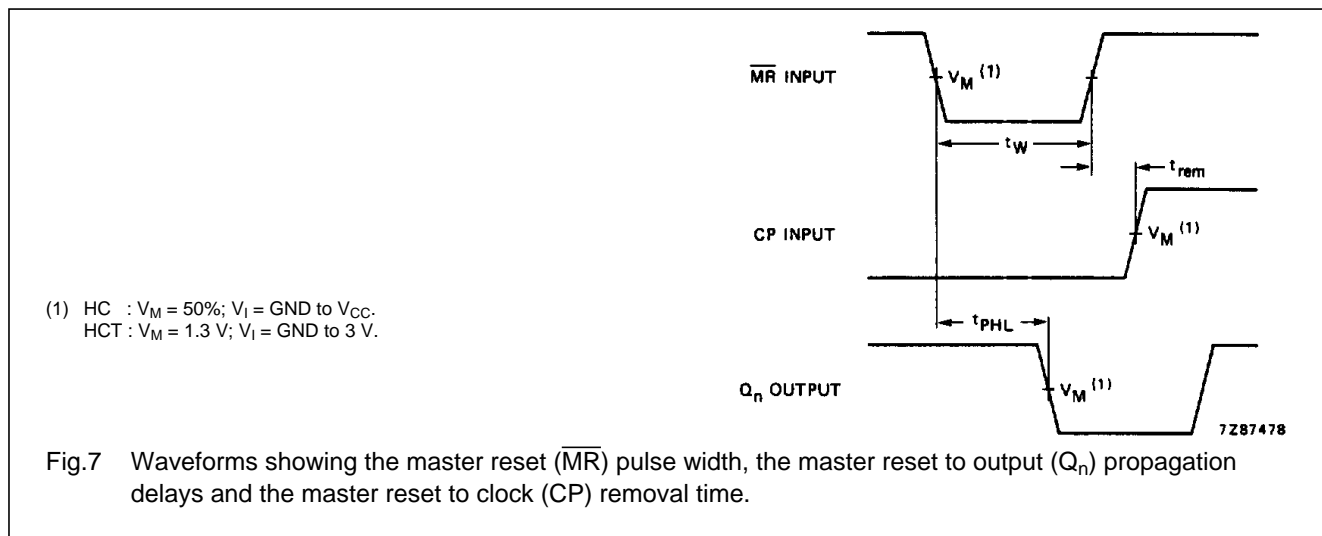 M̅R̅ INPUT
V_M (1)
t_W
t_rem
CP INPUT
V_M (1)
(1) HC : V_M = 50%; V_I = GND to V_CC.
HCT : V_M = 1.3 V; V_I = GND to 3 V.
t_PHL
Q_n OUTPUT
V_M (1)
7Z87478
Fig.7 Waveforms showing the master reset (M̅R̅) pulse width, the master reset to output (Q_n) propagation
delays and the master reset to clock (CP) removal time.